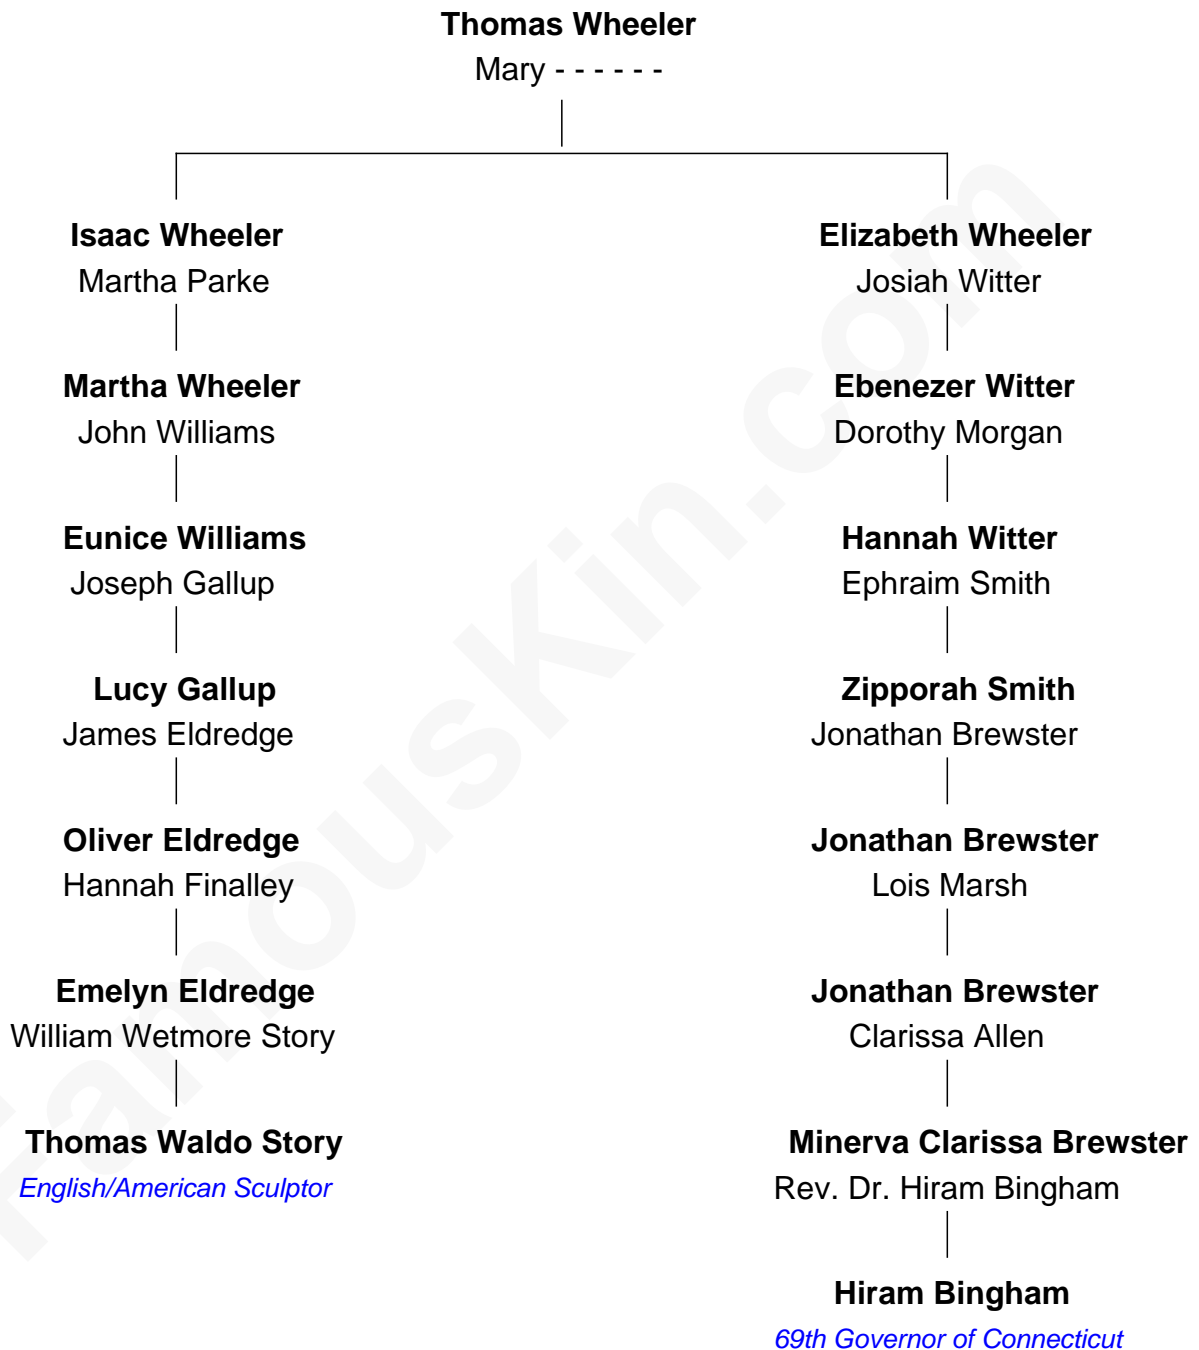 Thomas Wheeler
Mary - - - - - -
Isaac Wheeler
Martha Parke
Elizabeth Wheeler
Josiah Witter
Martha Wheeler
John Williams
Ebenezer Witter
Dorothy Morgan
Eunice Williams
Joseph Gallup
Hannah Witter
Ephraim Smith
Lucy Gallup
James Eldredge
Zipporah Smith
Jonathan Brewster
Oliver Eldredge
Hannah Finalley
Jonathan Brewster
Lois Marsh
Emelyn Eldredge
William Wetmore Story
Jonathan Brewster
Clarissa Allen
Thomas Waldo Story
English/American Sculptor
Minerva Clarissa Brewster
Rev. Dr. Hiram Bingham
Hiram Bingham
69th Governor of Connecticut
FamousKin.com